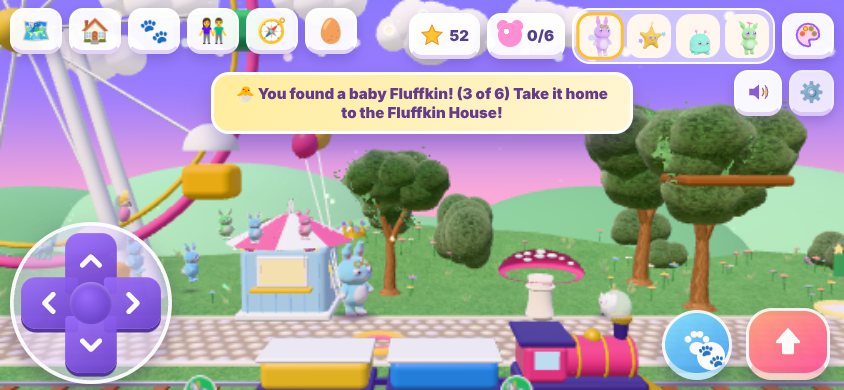 52
0/6
🐣 You found a baby Fluffkin! (3 of 6) Take it home
to the Fluffkin House!